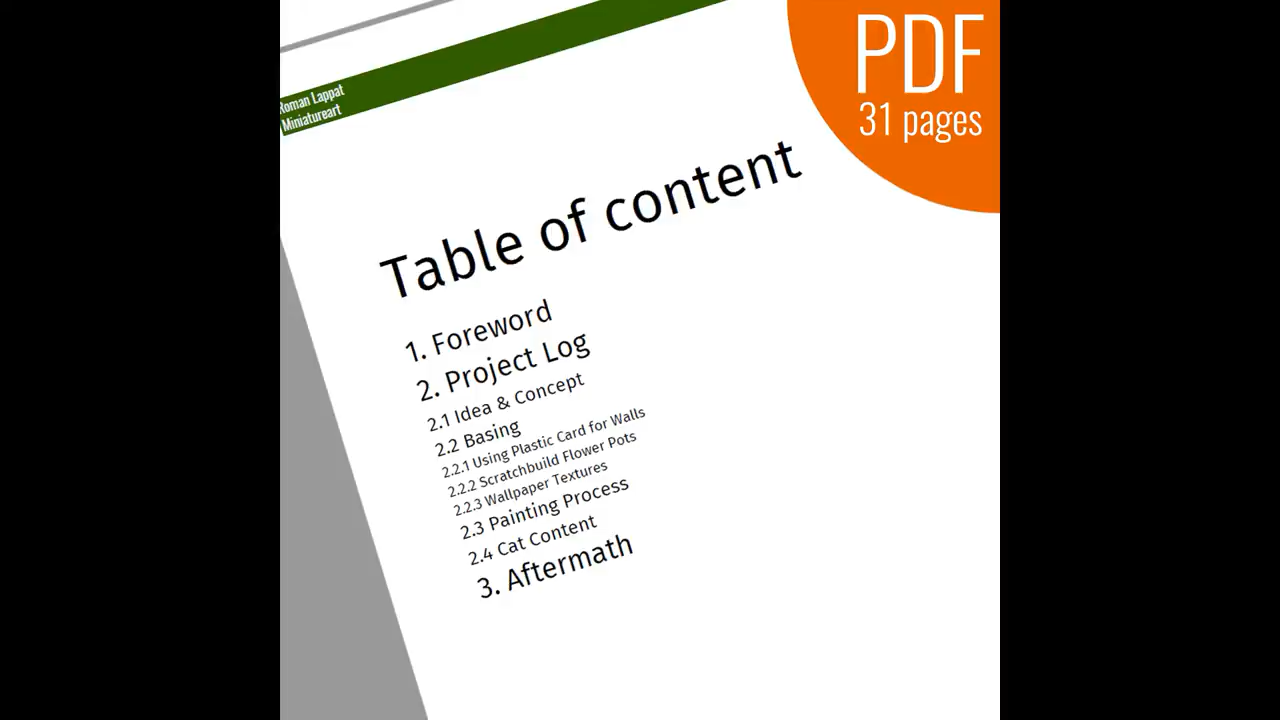 Roman Lappat
Miniatureart
PDF
31 pages
Table of content
1. Foreword
2. Project Log
2.1 Idea & Concept
2.2 Basing
2.2.1 Using Plastic Card for Walls
2.2.2 Scratchbuild Flower Pots
2.2.3 Wallpaper Textures
2.3 Painting Process
2.4 Cat Content
3. Aftermath